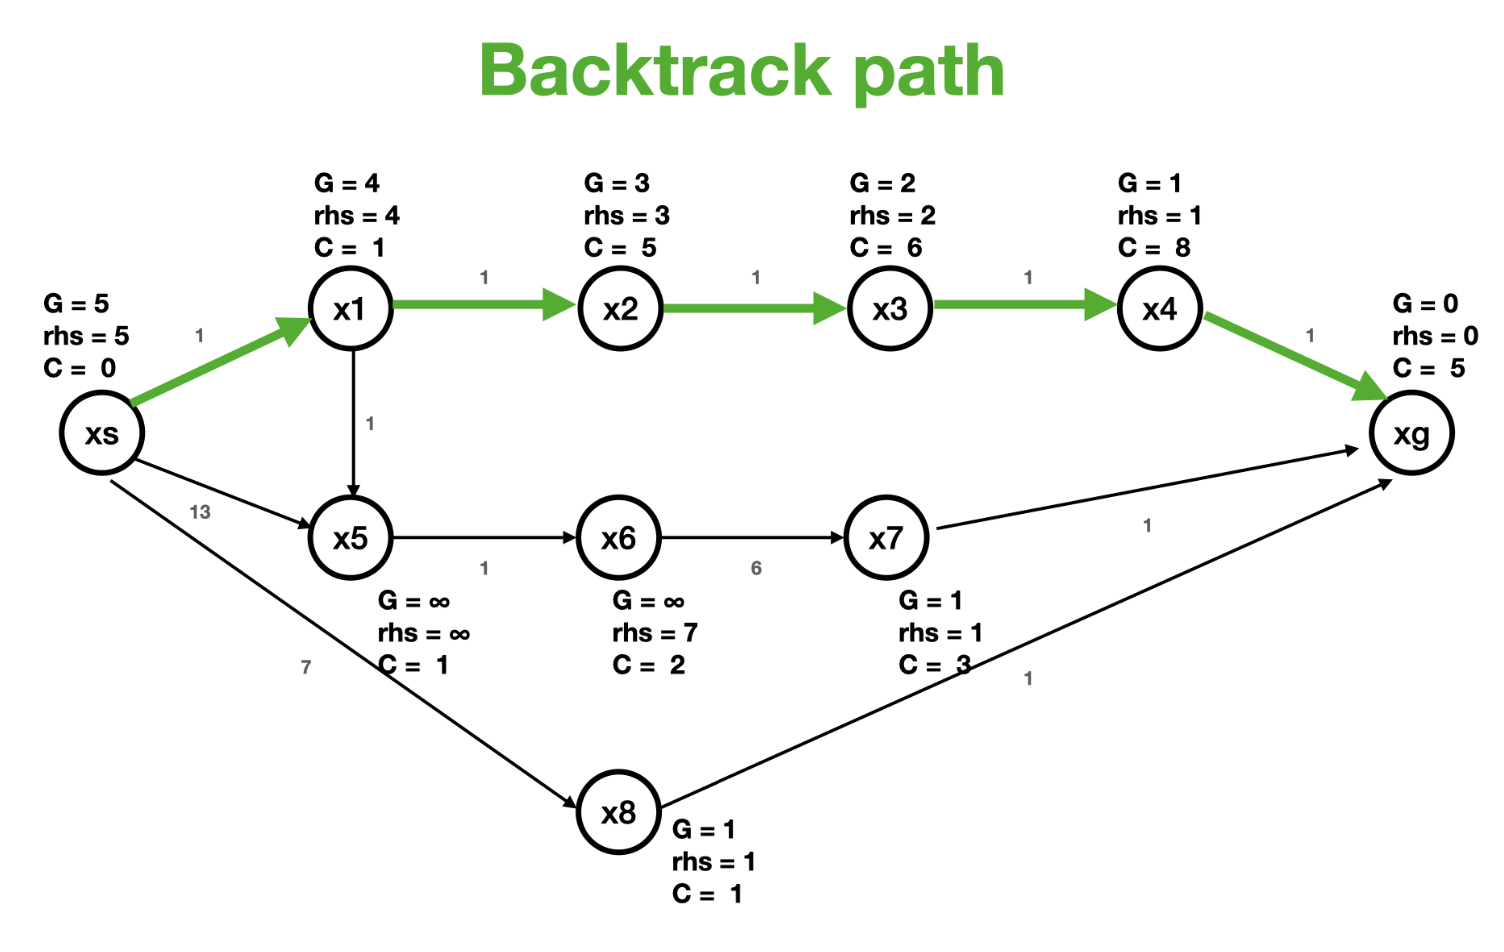 Backtrack path
G = 4
rhs = 4
C = 1
G = 3
rhs = 3
C = 5
G = 2
rhs = 2
C = 6
G = 1
rhs = 1
C = 8
G = 5
rhs = 5
C = 0
G = 0
rhs = 0
C = 5
1
1
1
1
1
x1
x2
x3
x4
xs
xg
1
13
x5
x6
x7
1
6
1
G = ∞
rhs = ∞
C = 1
G = ∞
rhs = 7
C = 2
G = 1
rhs = 1
C = 3
7
1
x8
G = 1
rhs = 1
C = 1